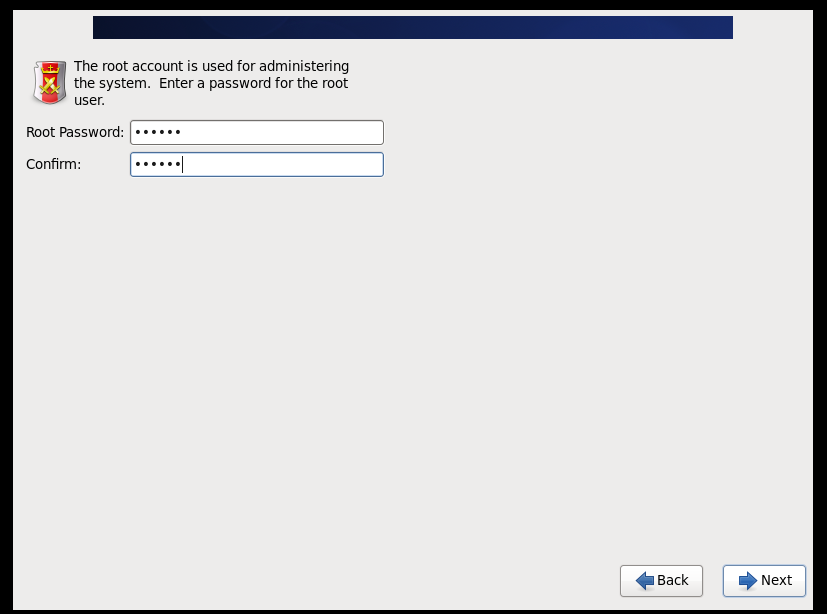 The root account is used for administering
the system.  Enter a password for the root
user.
Root Password: ••••••
Confirm: ••••••
Back
Next